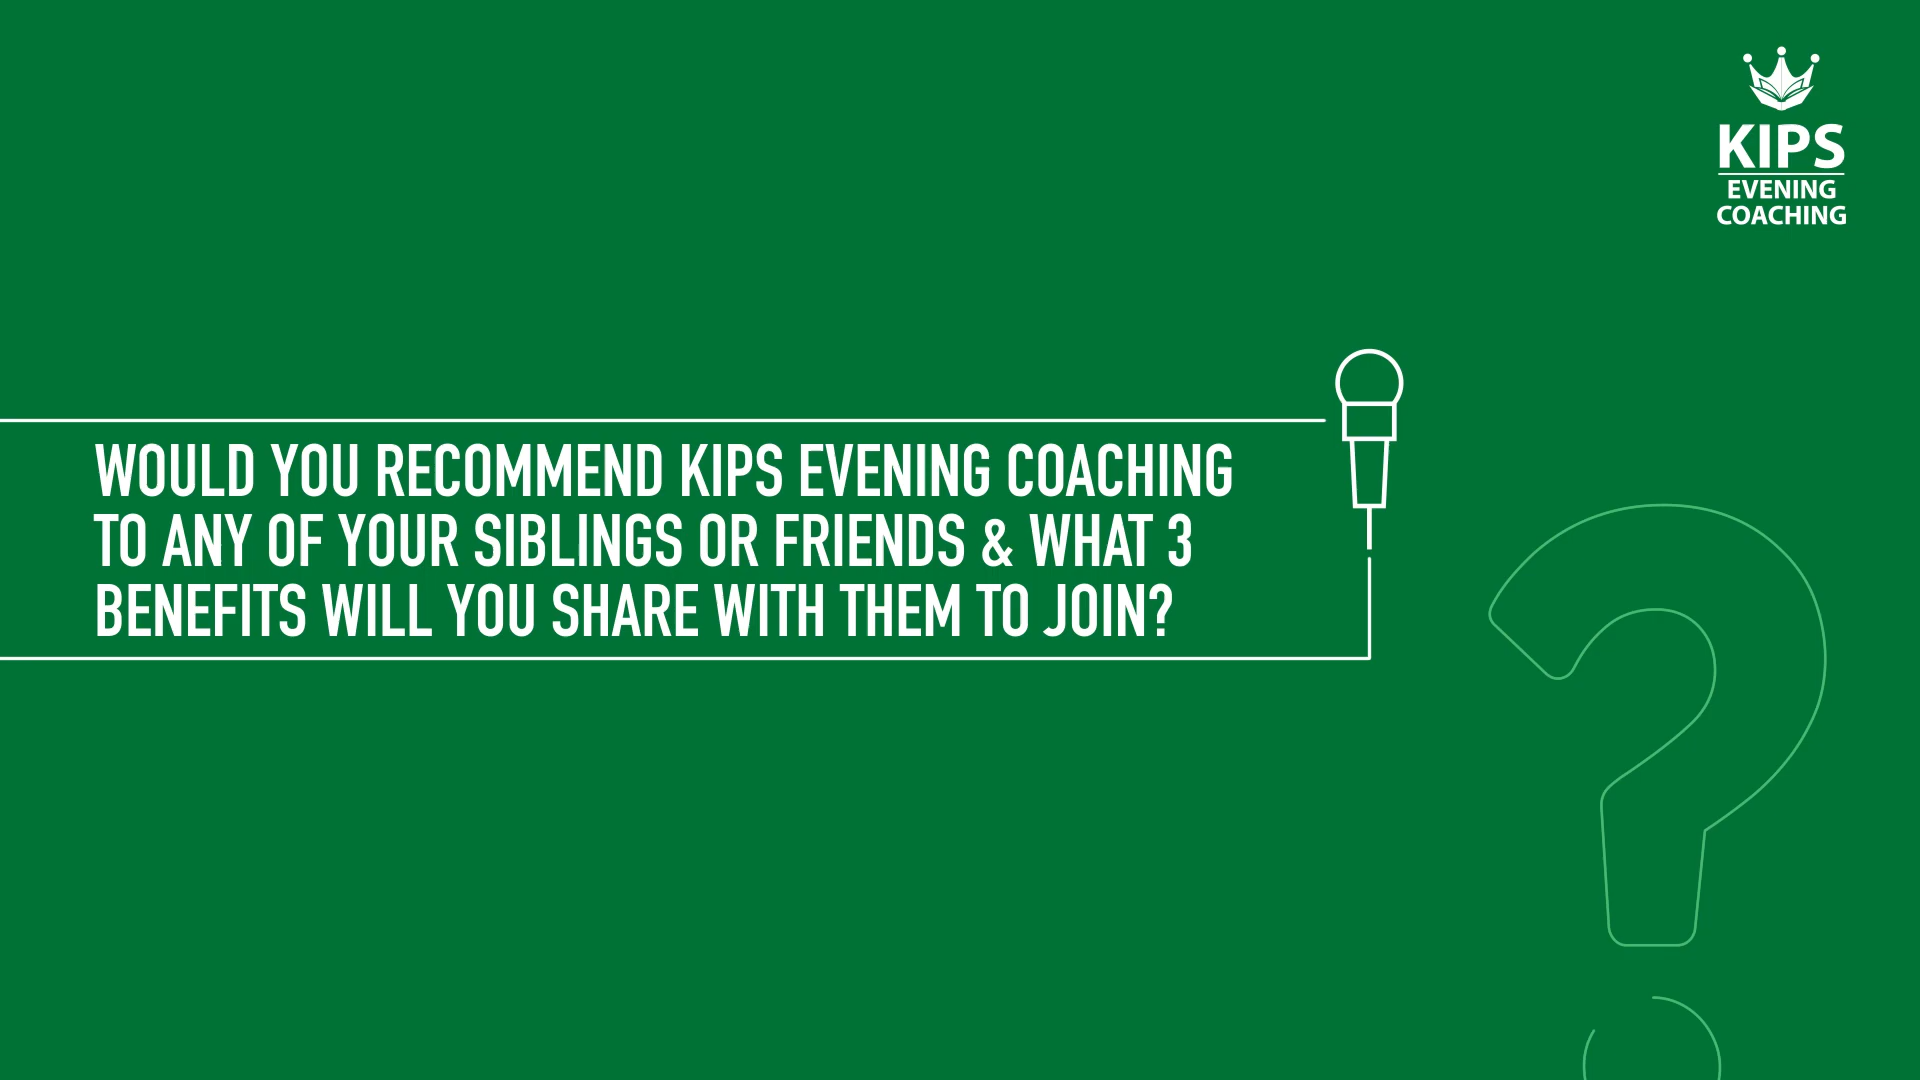 KIPS
EVENING
COACHING
WOULD YOU RECOMMEND KIPS EVENING COACHING
TO ANY OF YOUR SIBLINGS OR FRIENDS & WHAT 3
BENEFITS WILL YOU SHARE WITH THEM TO JOIN?